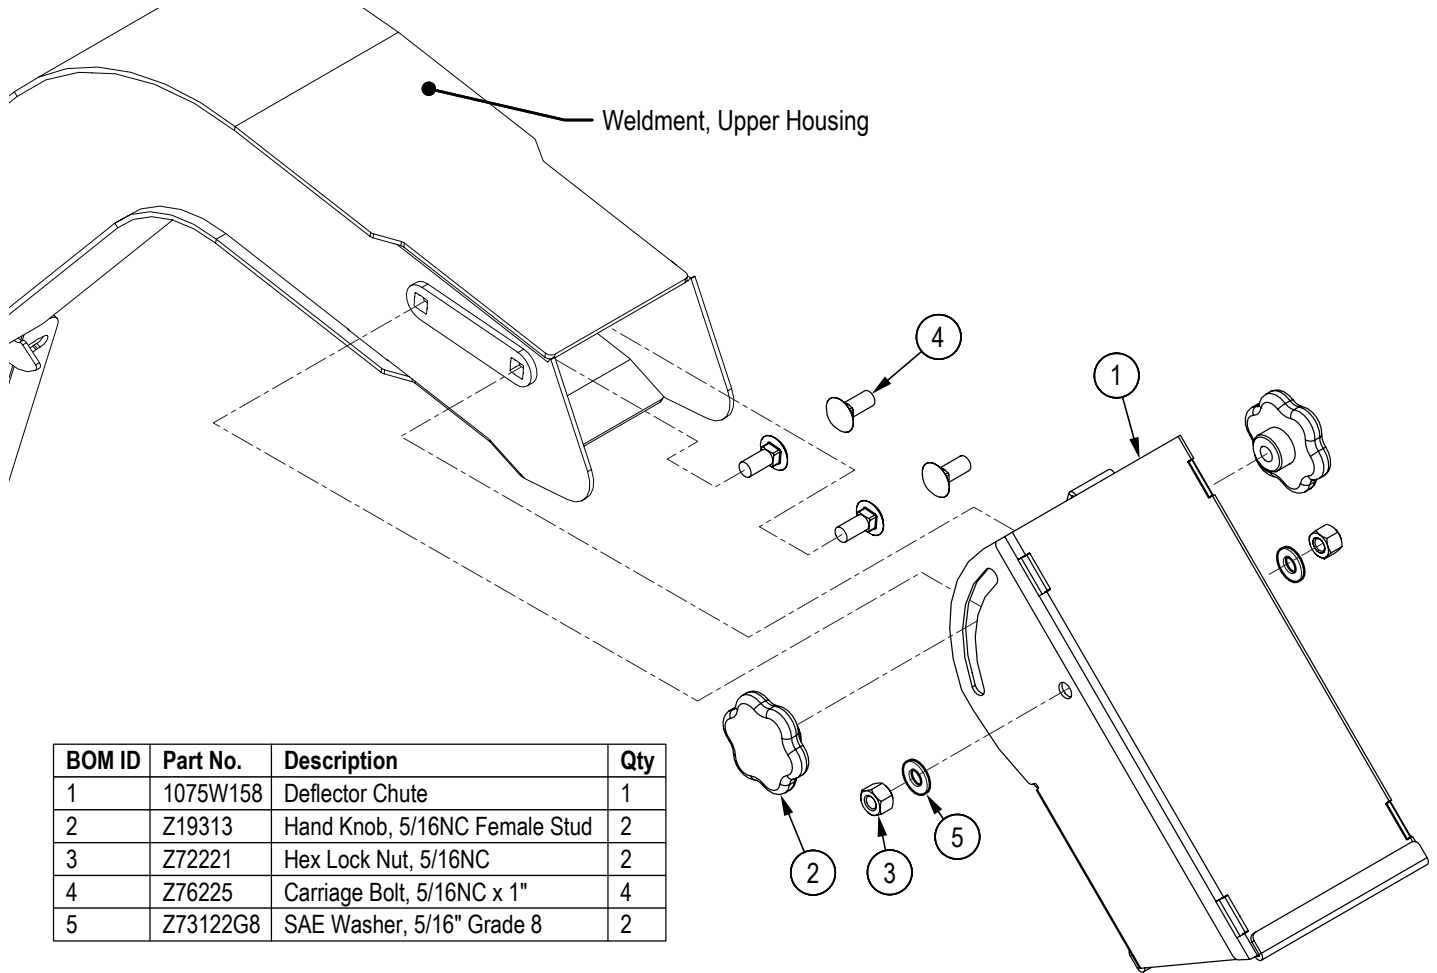 Weldment, Upper Housing
4
1
BOM ID Part No. Description Qty
1 1075W158 Deflector Chute 1
2 Z19313 Hand Knob, 5/16NC Female Stud 2
3 Z72221 Hex Lock Nut, 5/16NC 2
4 Z76225 Carriage Bolt, 5/16NC x 1" 4
5 Z73122G8 SAE Washer, 5/16" Grade 8 2
2
3
5